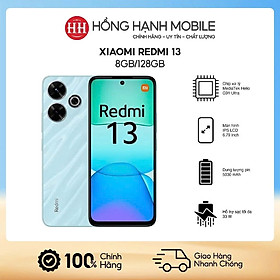 HH
HỒNG HẠNH MOBILE
CHÍNH HÃNG - UY TÍN - CHẤT LƯỢNG
XIAOMI REDMI 13
8GB/128GB
Redmi
13
Redmi
Chip xử lý
MediaTek Helio
G91 Ultra
Màn hình
IPS LCD
6.79 inch
Dung lượng pin
5030 mAh
Hỗ trợ sạc tối đa
33 W
100%
Chính
Hãng
Giao Hàng
Nhanh Chóng